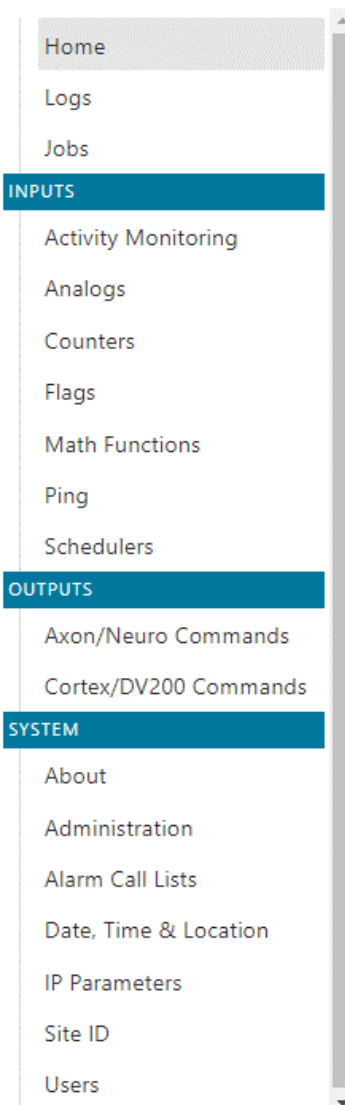 Home
Logs
Jobs
INPUTS
Activity Monitoring
Analogs
Counters
Flags
Math Functions
Ping
Schedulers
OUTPUTS
Axon/Neuro Commands
Cortex/DV200 Commands
SYSTEM
About
Administration
Alarm Call Lists
Date, Time & Location
IP Parameters
Site ID
Users